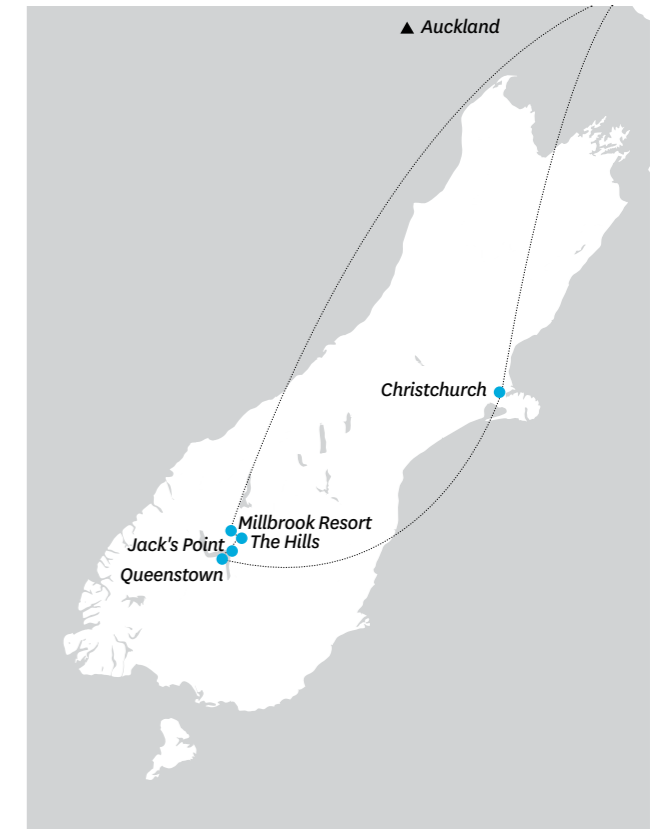 Auckland
Christchurch
Millbrook Resort
The Hills
Jack's Point
Queenstown